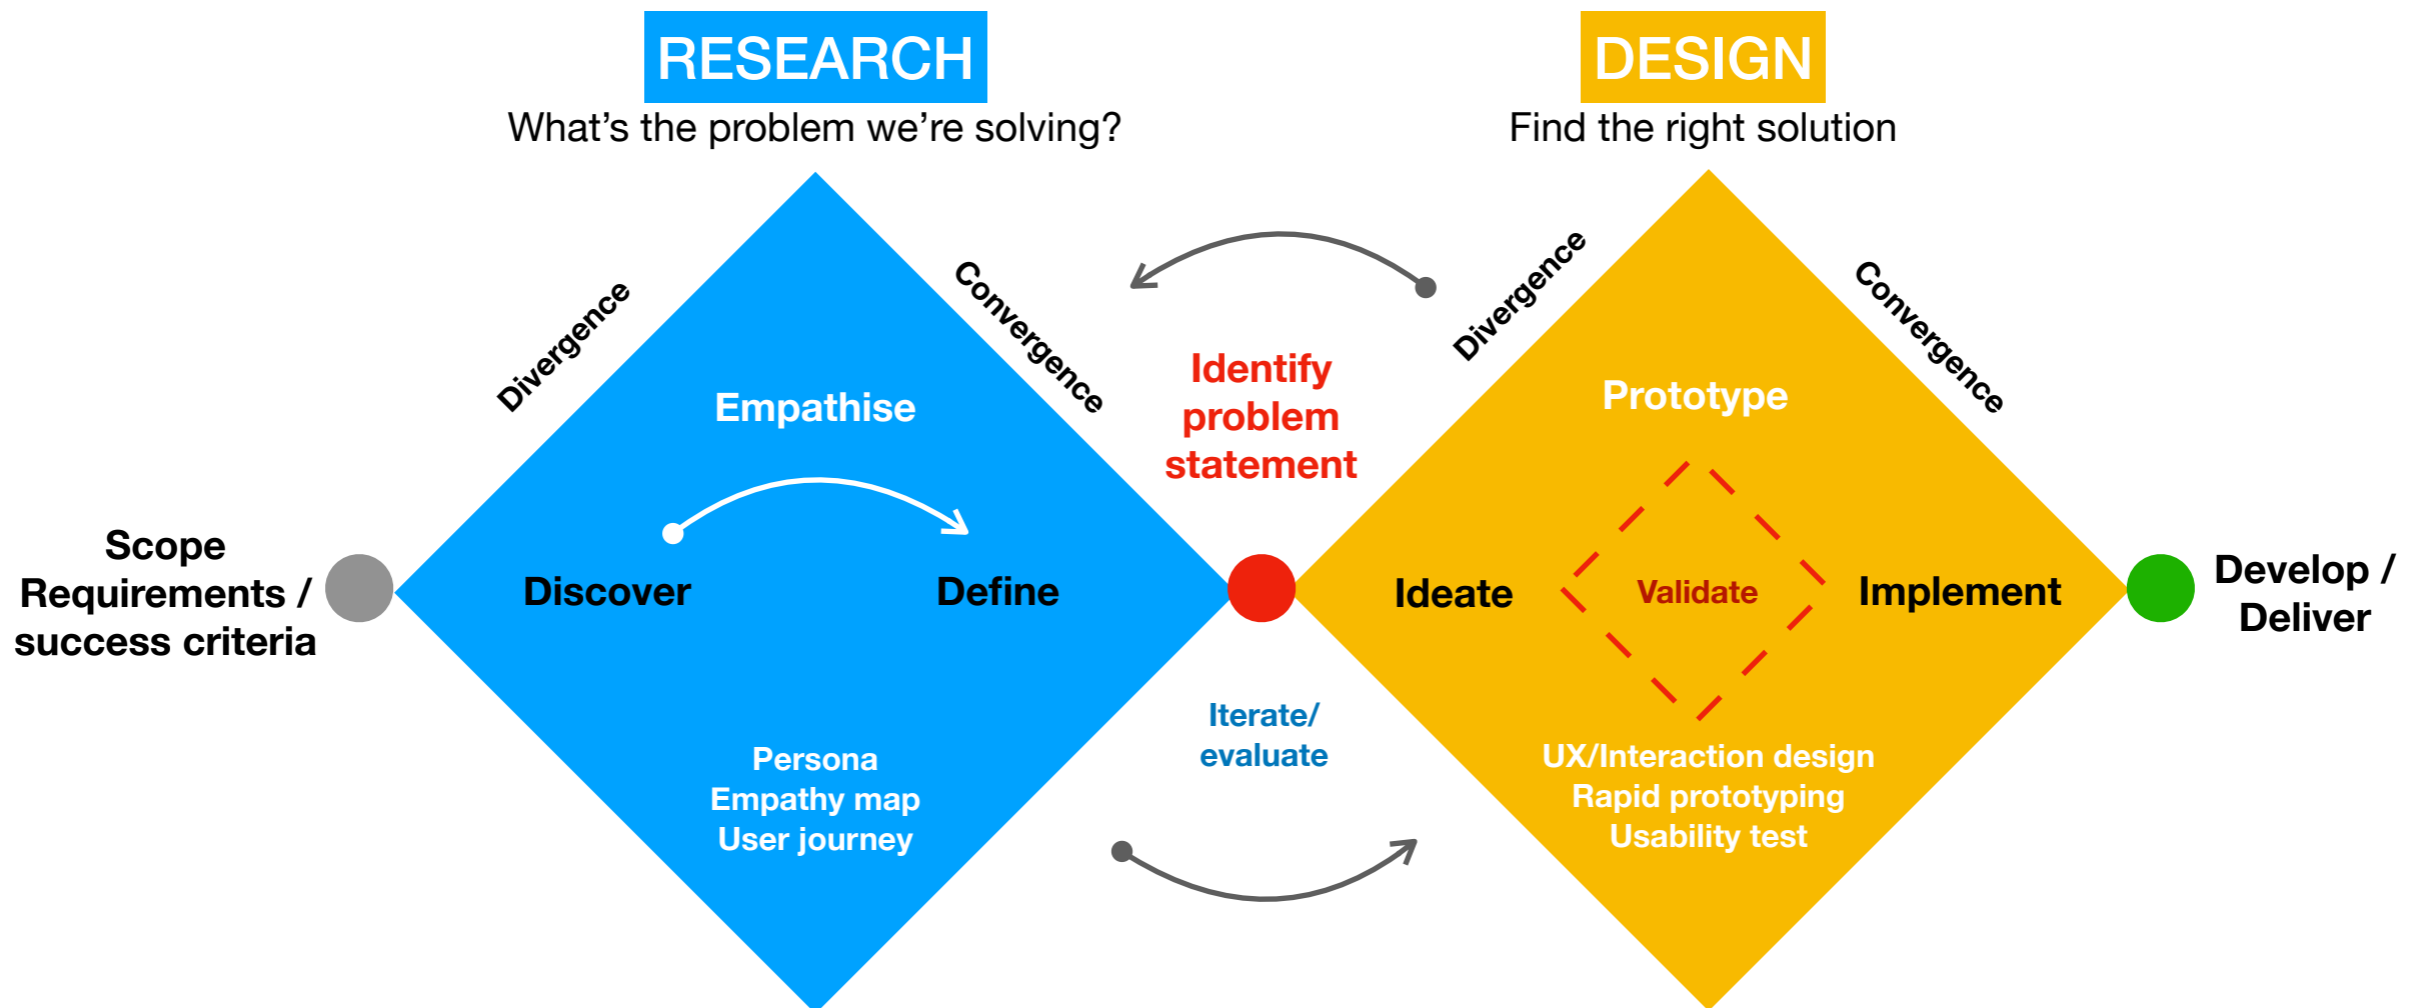 RESEARCH
What's the problem we're solving?
DESIGN
Find the right solution
Divergence
Convergence
Empathise
Discover
Define
Persona
Empathy map
User journey
Scope
Requirements /
success criteria
Identify
problem
statement
Iterate/
evaluate
Divergence
Convergence
Prototype
Ideate
Validate
Implement
UX/Interaction design
Rapid prototyping
Usability test
Develop /
Deliver